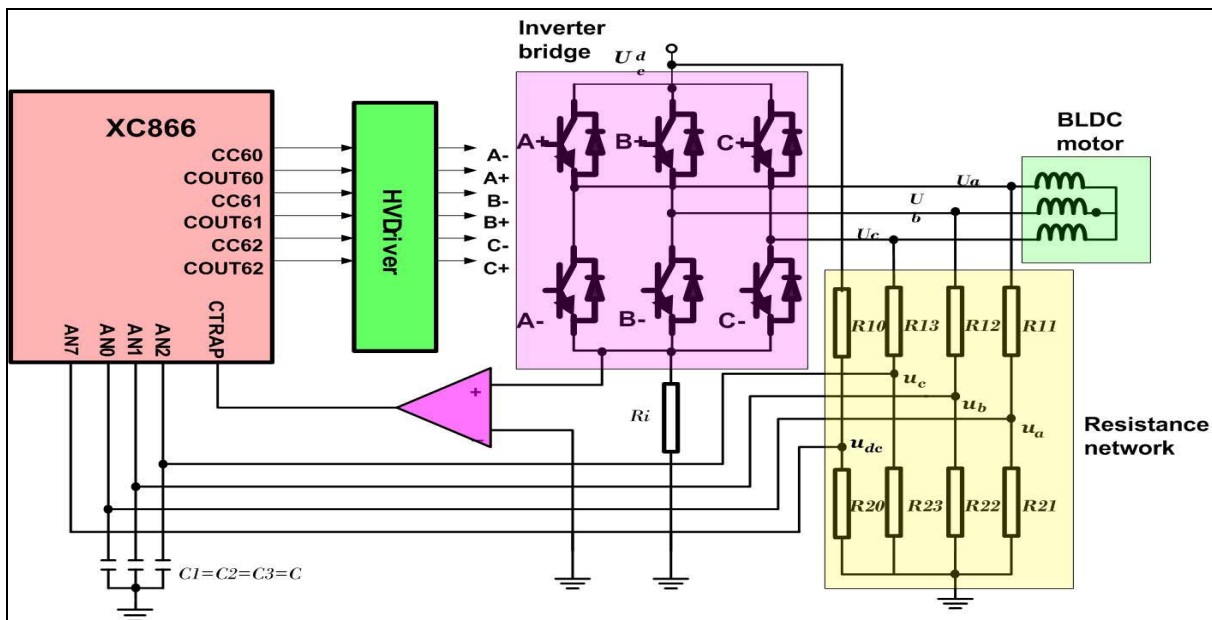 Inverter
bridge
U d c
XC866
CC60
COUT60
CC61
COUT61
CC62
COUT62
CTRAP
AN7
AN0
AN1
AN2
HVDriver
A-
A+
B-
B+
C-
C+
A+
B+
C+
A-
B-
C-
BLDC
motor
Ua
U
b
Uc
R10
R13
R12
R11
uc
ub
ua
udc
Resistance
network
R20
R23
R22
R21
Ri
+
-
C1=C2=C3=C